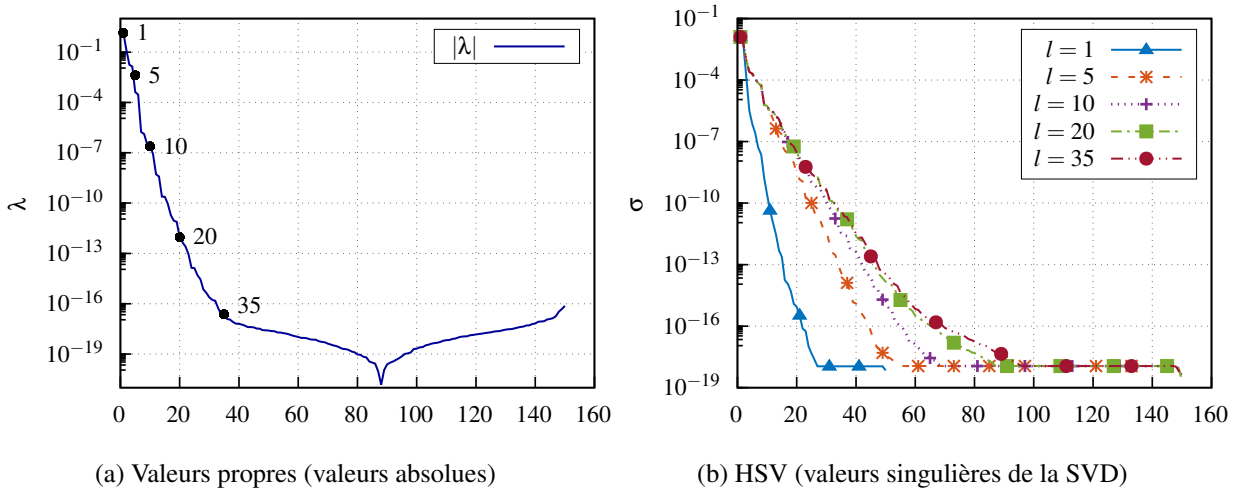 10⁻¹
10⁻⁴
10⁻⁷
10⁻¹⁰
10⁻¹³
10⁻¹⁶
10⁻¹⁹
λ
0 20 40 60 80 100 120 140 160
|λ|
1
5
10
20
35
(a) Valeurs propres (valeurs absolues)
10⁻¹
10⁻⁴
10⁻⁷
10⁻¹⁰
10⁻¹³
10⁻¹⁶
10⁻¹⁹
σ
0 20 40 60 80 100 120 140 160
l = 1
l = 5
l = 10
l = 20
l = 35
(b) HSV (valeurs singulières de la SVD)